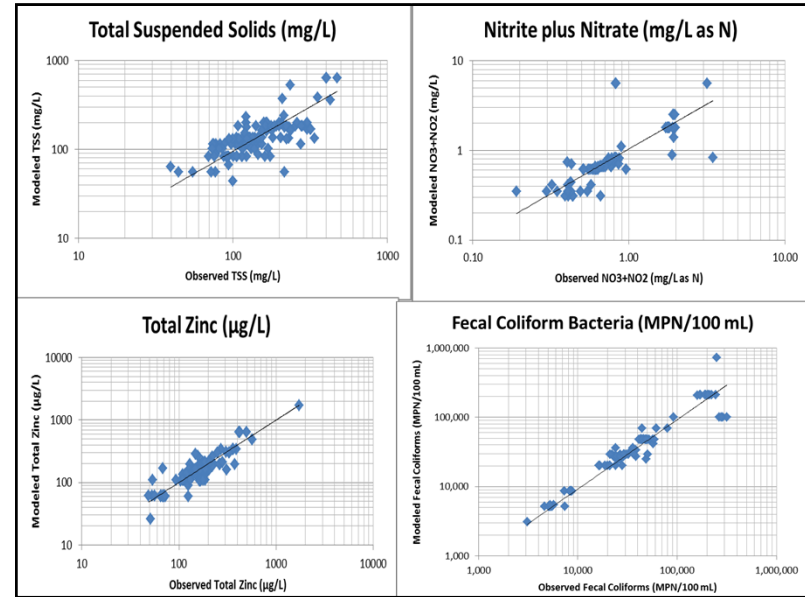 Total Suspended Solids (mg/L)
1000
100
10
Modeled TSS (mg/L)
10
100
1000
Observed TSS (mg/L)
Nitrite plus Nitrate (mg/L as N)
10
1
0.1
Modeled NO3+NO2 (mg/L)
0.10
1.00
10.00
Observed NO3+NO2 (mg/L as N)
Total Zinc (µg/L)
10000
1000
100
10
Modeled Total Zinc (µg/L)
10
100
1000
10000
Observed Total Zinc (µg/L)
Fecal Coliform Bacteria (MPN/100 mL)
1,000,000
100,000
10,000
1,000
Modeled Fecal Coliforms (MPN/100 mL)
1,000
10,000
100,000
1,000,000
Observed Fecal Coliforms (MPN/100 mL)